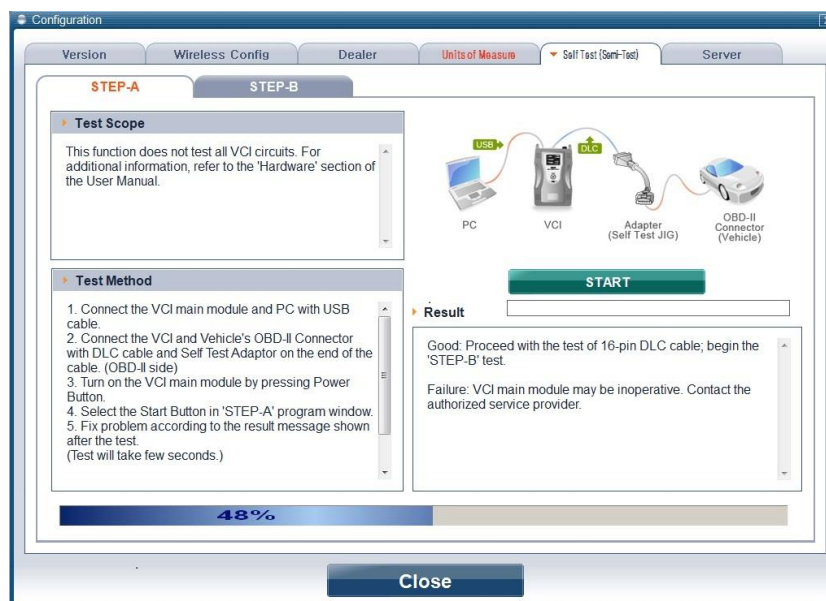 Configuration
Version
Wireless Config
Dealer
Units of Measure
Self Test (Semi-Test)
Server
STEP-A
STEP-B
Test Scope
This function does not test all VCI circuits. For
additional information, refer to the 'Hardware' section of
the User Manual.
USB
DLC
PC
VCI
Adapter
(Self Test JIG)
OBD-II
Connector
(Vehicle)
Test Method
1. Connect the VCI main module and PC with USB
cable.
2. Connect the VCI and Vehicle's OBD-II Connector
with DLC cable and Self Test Adaptor on the end of the
cable. (OBD-II side)
3. Turn on the VCI main module by pressing Power
Button.
4. Select the Start Button in 'STEP-A' program window.
5. Fix problem according to the result message shown
after the test.
(Test will take few seconds.)
START
Result
Good: Proceed with the test of 16-pin DLC cable; begin the
'STEP-B' test.
Failure: VCI main module may be inoperative. Contact the
authorized service provider.
48%
Close